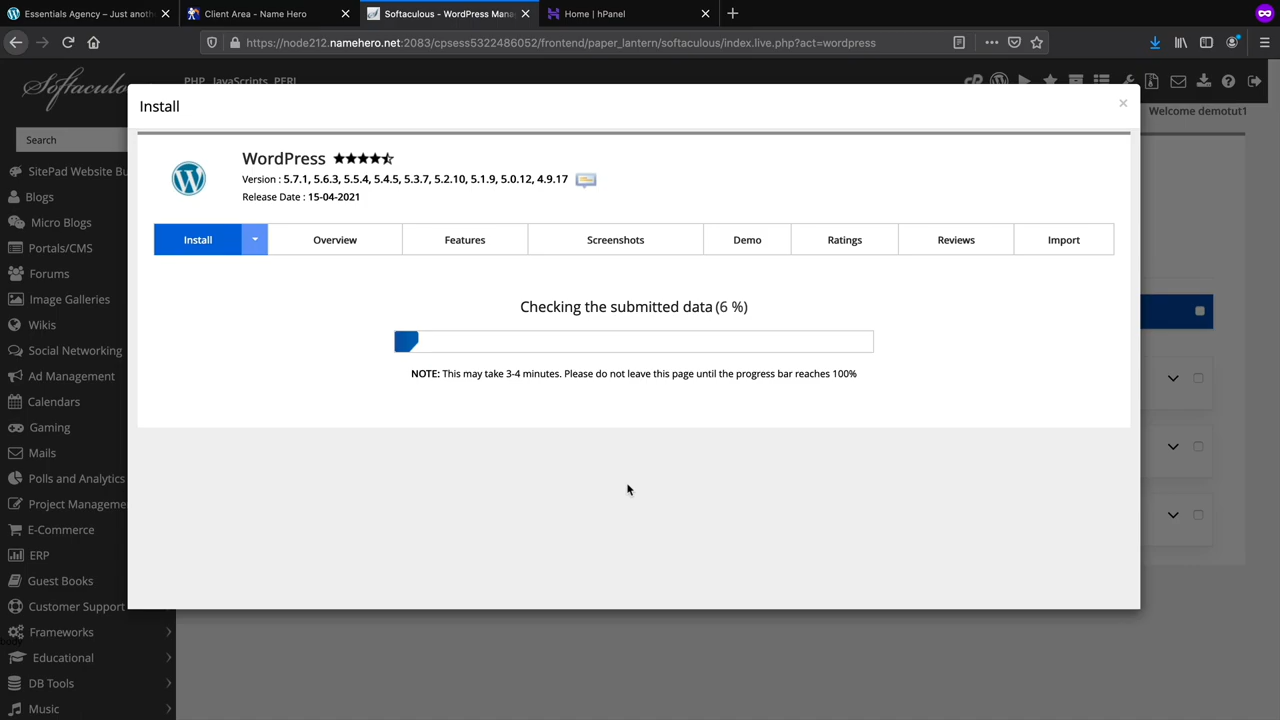 Essentials Agency – Just anoth
Client Area - Name Hero
Softaculous - WordPress Mana
Home | hPanel
https://node212.namehero.net:2083/cpsess5322486052/frontend/paper_lantern/softaculous/index.live.php?act=wordpress
Softaculous
PHP JavaScripts PERL
Welcome demotut1
Search
SitePad Website Bu
Blogs
Micro Blogs
Portals/CMS
Forums
Image Galleries
Wikis
Social Networking
Ad Management
Calendars
Gaming
Mails
Polls and Analytics
Project Manageme
E-Commerce
ERP
Guest Books
Customer Support
Frameworks
Educational
DB Tools
Music
Install
WordPress
Version : 5.7.1, 5.6.3, 5.5.4, 5.4.5, 5.3.7, 5.2.10, 5.1.9, 5.0.12, 4.9.17
Release Date : 15-04-2021
Install Overview Features Screenshots Demo Ratings Reviews Import
Checking the submitted data (6 %)
NOTE: This may take 3-4 minutes. Please do not leave this page until the progress bar reaches 100%